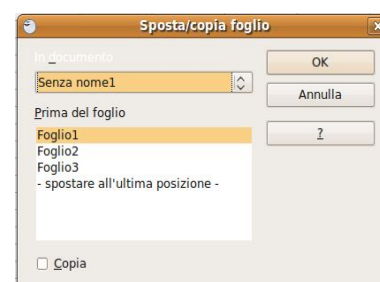 Sposta/copia foglio
In documento
Senza nome1
OK
Annulla
?
Prima del foglio
Foglio1
Foglio2
Foglio3
- spostare all'ultima posizione -
Copia